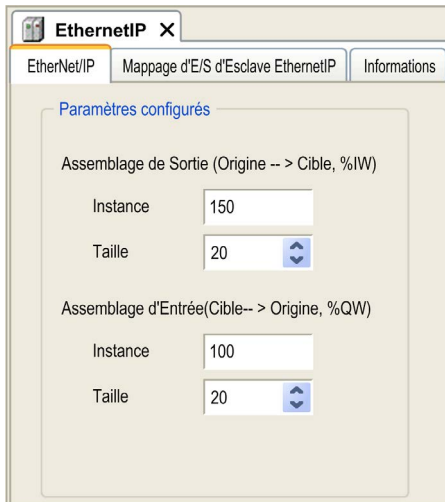 EthernetIP X
EtherNet/IP Mappage d'E/S d'Esclave EthernetIP Informations
Paramètres configurés
Assemblage de Sortie (Origine -- > Cible, %IW)
Instance 150
Taille 20
Assemblage d'Entrée(Cible-- > Origine, %QW)
Instance 100
Taille 20